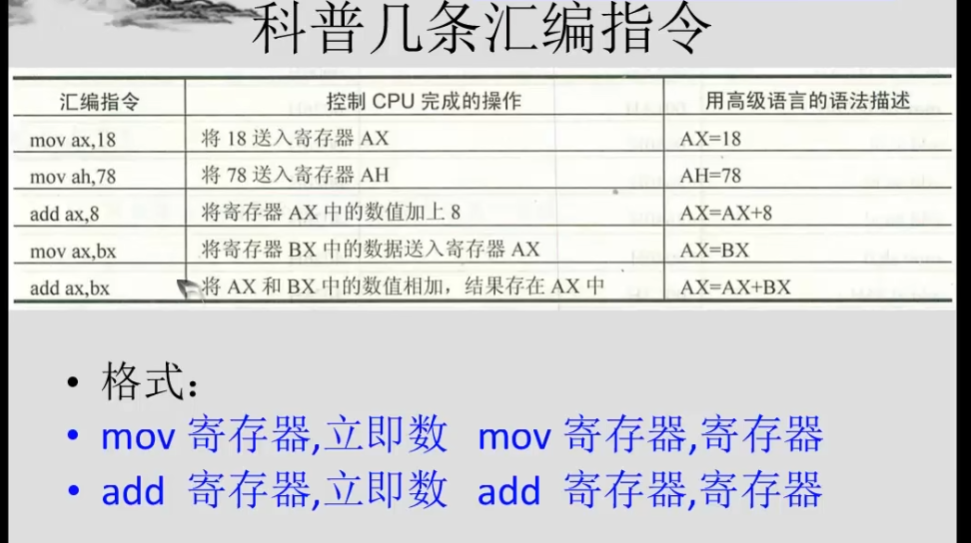 科普几条汇编指令
汇编指令 控制 CPU 完成的操作 用高级语言的语法描述
mov ax,18 将 18 送入寄存器 AX AX=18
mov ah,78 将 78 送入寄存器 AH AH=78
add ax,8 将寄存器 AX 中的数值加上 8 AX=AX+8
mov ax,bx 将寄存器 BX 中的数据送入寄存器 AX AX=BX
add ax,bx 将 AX 和 BX 中的数值相加，结果存在 AX 中 AX=AX+BX
• 格式：
• mov 寄存器,立即数 mov 寄存器,寄存器
• add 寄存器,立即数 add 寄存器,寄存器